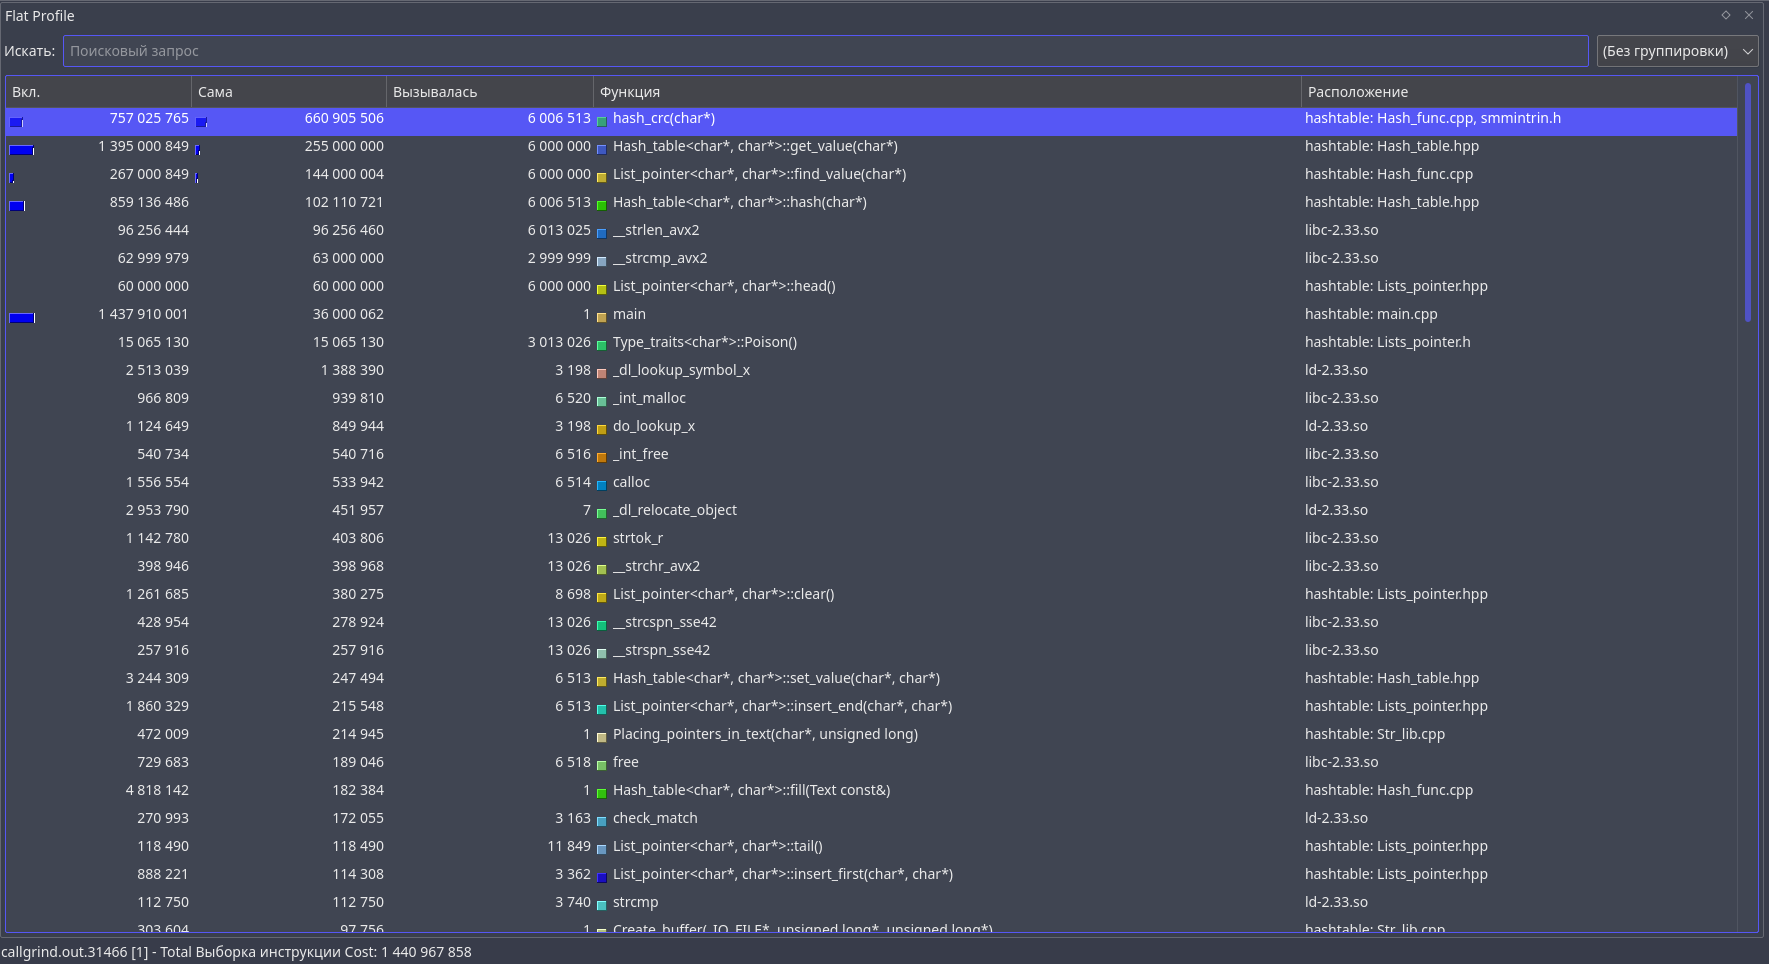 Flat Profile
Искать: Поисковый запрос (Без группировки)
Вкл. Сама Вызывалась Функция Расположение
757 025 765 660 905 506 6 006 513 hash_crc(char*) hashtable: Hash_func.cpp, smmintrin.h
1 395 000 849 255 000 000 6 000 000 Hash_table<char*, char*>::get_value(char*) hashtable: Hash_table.hpp
267 000 849 144 000 004 6 000 000 List_pointer<char*, char*>::find_value(char*) hashtable: Hash_func.cpp
859 136 486 102 110 721 6 006 513 Hash_table<char*, char*>::hash(char*) hashtable: Hash_table.hpp
96 256 444 96 256 460 6 013 025 __strlen_avx2 libc-2.33.so
62 999 979 63 000 000 2 999 999 __strcmp_avx2 libc-2.33.so
60 000 000 60 000 000 6 000 000 List_pointer<char*, char*>::head() hashtable: Lists_pointer.hpp
1 437 910 001 36 000 062 1 main hashtable: main.cpp
15 065 130 15 065 130 3 013 026 Type_traits<char*>::Poison() hashtable: Lists_pointer.h
2 513 039 1 388 390 3 198 _dl_lookup_symbol_x ld-2.33.so
966 809 939 810 6 520 _int_malloc libc-2.33.so
1 124 649 849 944 3 198 do_lookup_x ld-2.33.so
540 734 540 716 6 516 _int_free libc-2.33.so
1 556 554 533 942 6 514 calloc libc-2.33.so
2 953 790 451 957 7 _dl_relocate_object ld-2.33.so
1 142 780 403 806 13 026 strtok_r libc-2.33.so
398 946 398 968 13 026 __strchr_avx2 libc-2.33.so
1 261 685 380 275 8 698 List_pointer<char*, char*>::clear() hashtable: Lists_pointer.hpp
428 954 278 924 13 026 __strcspn_sse42 libc-2.33.so
257 916 257 916 13 026 __strspn_sse42 libc-2.33.so
3 244 309 247 494 6 513 Hash_table<char*, char*>::set_value(char*, char*) hashtable: Hash_table.hpp
1 860 329 215 548 6 513 List_pointer<char*, char*>::insert_end(char*, char*) hashtable: Lists_pointer.hpp
472 009 214 945 1 Placing_pointers_in_text(char*, unsigned long) hashtable: Str_lib.cpp
729 683 189 046 6 518 free libc-2.33.so
4 818 142 182 384 1 Hash_table<char*, char*>::fill(Text const&) hashtable: Hash_func.cpp
270 993 172 055 3 163 check_match ld-2.33.so
118 490 118 490 11 849 List_pointer<char*, char*>::tail() hashtable: Lists_pointer.hpp
888 221 114 308 3 362 List_pointer<char*, char*>::insert_first(char*, char*) hashtable: Lists_pointer.hpp
112 750 112 750 3 740 strcmp ld-2.33.so
303 604 97 756 1 Create_buffer(_IO_FILE*, unsigned long*, unsigned long*) hashtable: Str_lib.cpp
callgrind.out.31466 [1] - Total Выборка инструкции Cost: 1 440 967 858